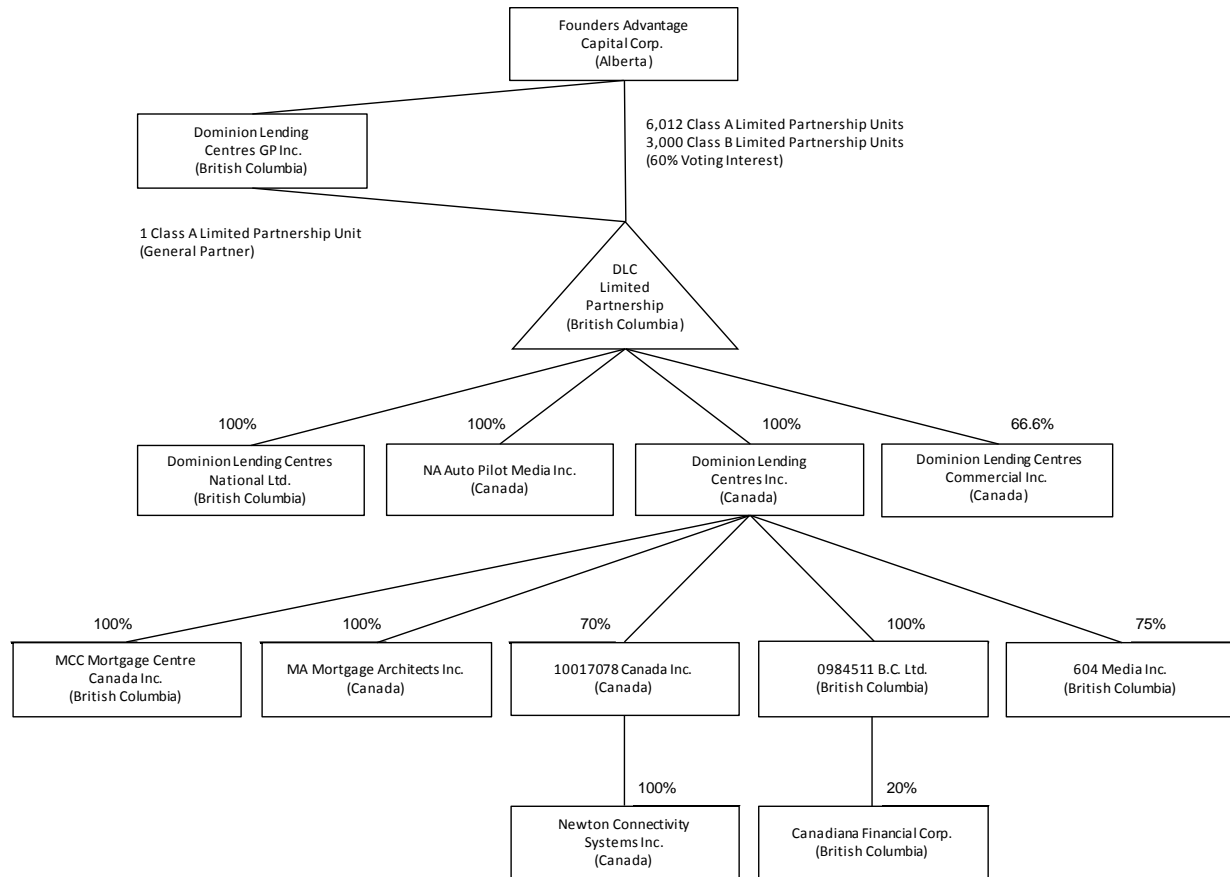 Founders Advantage
Capital Corp.
(Alberta)
Dominion Lending
Centres GP Inc.
(British Columbia)
6,012 Class A Limited Partnership Units
3,000 Class B Limited Partnership Units
(60% Voting Interest)
1 Class A Limited Partnership Unit
(General Partner)
DLC
Limited
Partnership
(British Columbia)
100%
Dominion Lending Centres
National Ltd.
(British Columbia)
100%
NA Auto Pilot Media Inc.
(Canada)
100%
Dominion Lending
Centres Inc.
(Canada)
66.6%
Dominion Lending Centres
Commercial Inc.
(Canada)
100%
MCC Mortgage Centre
Canada Inc.
(British Columbia)
100%
MA Mortgage Architects Inc.
(Canada)
70%
10017078 Canada Inc.
(Canada)
100%
0984511 B.C. Ltd.
(British Columbia)
75%
604 Media Inc.
(British Columbia)
100%
Newton Connectivity
Systems Inc.
(Canada)
20%
Canadiana Financial Corp.
(British Columbia)